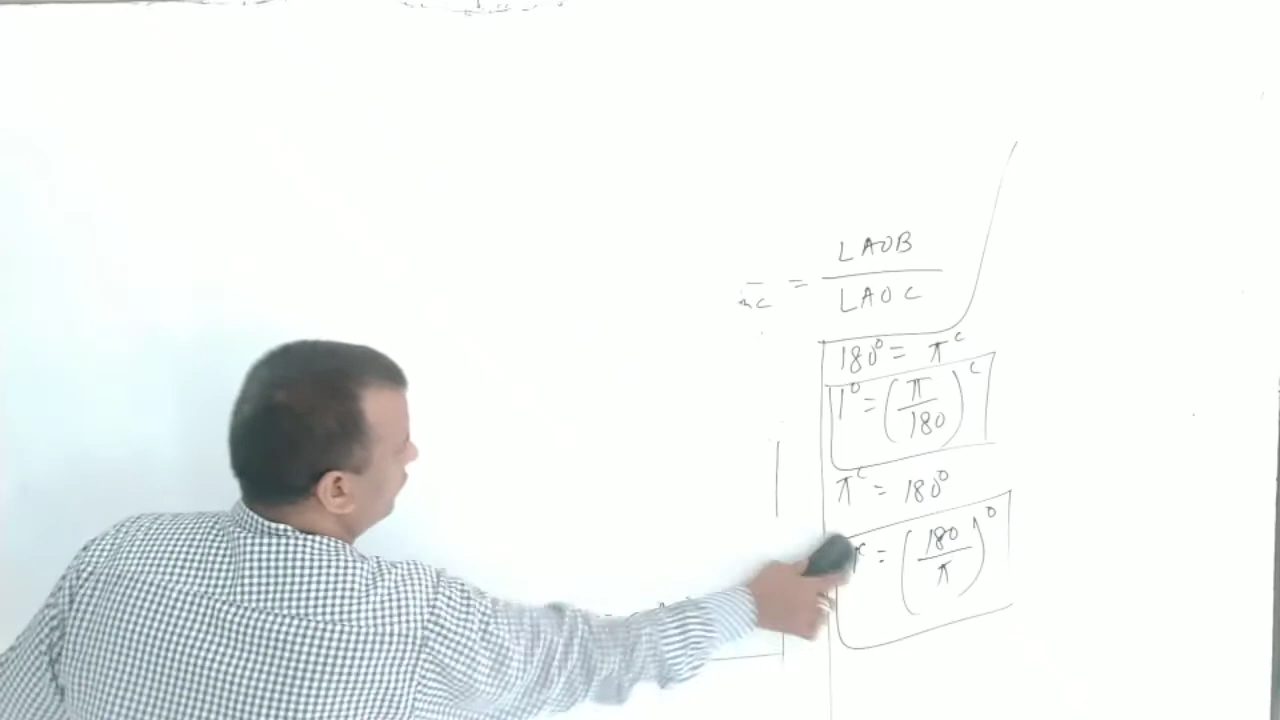 = ∠AOB / ∠AOC
180° = π^c
1° = (π/180)^c
π^c = 180°
^c = (180/π)°